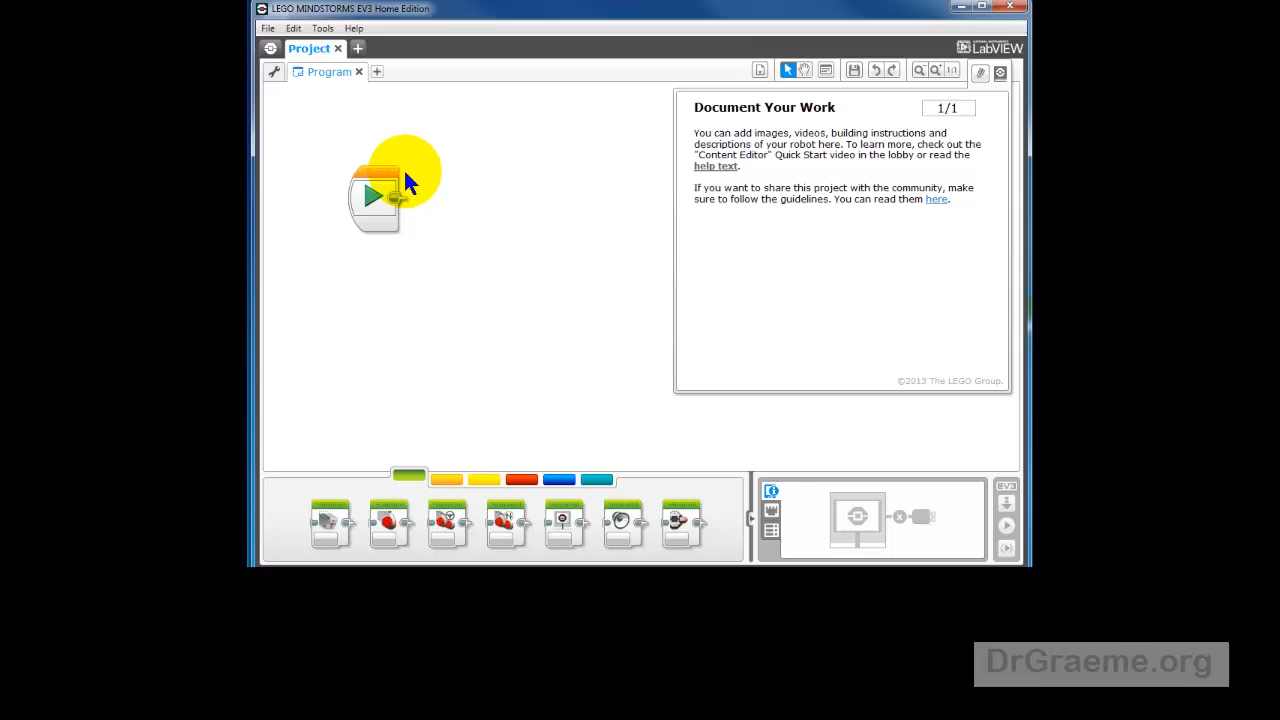 LEGO MINDSTORMS EV3 Home Edition
File Edit Tools Help
Project
LabVIEW
Program
1:1
Document Your Work
1/1
You can add images, videos, building instructions and
descriptions of your robot here. To learn more, check out the
"Content Editor" Quick Start video in the lobby or read the
help text.
If you want to share this project with the community, make
sure to follow the guidelines. You can read them here.
©2013 The LEGO Group.
EV3
DrGraeme.org